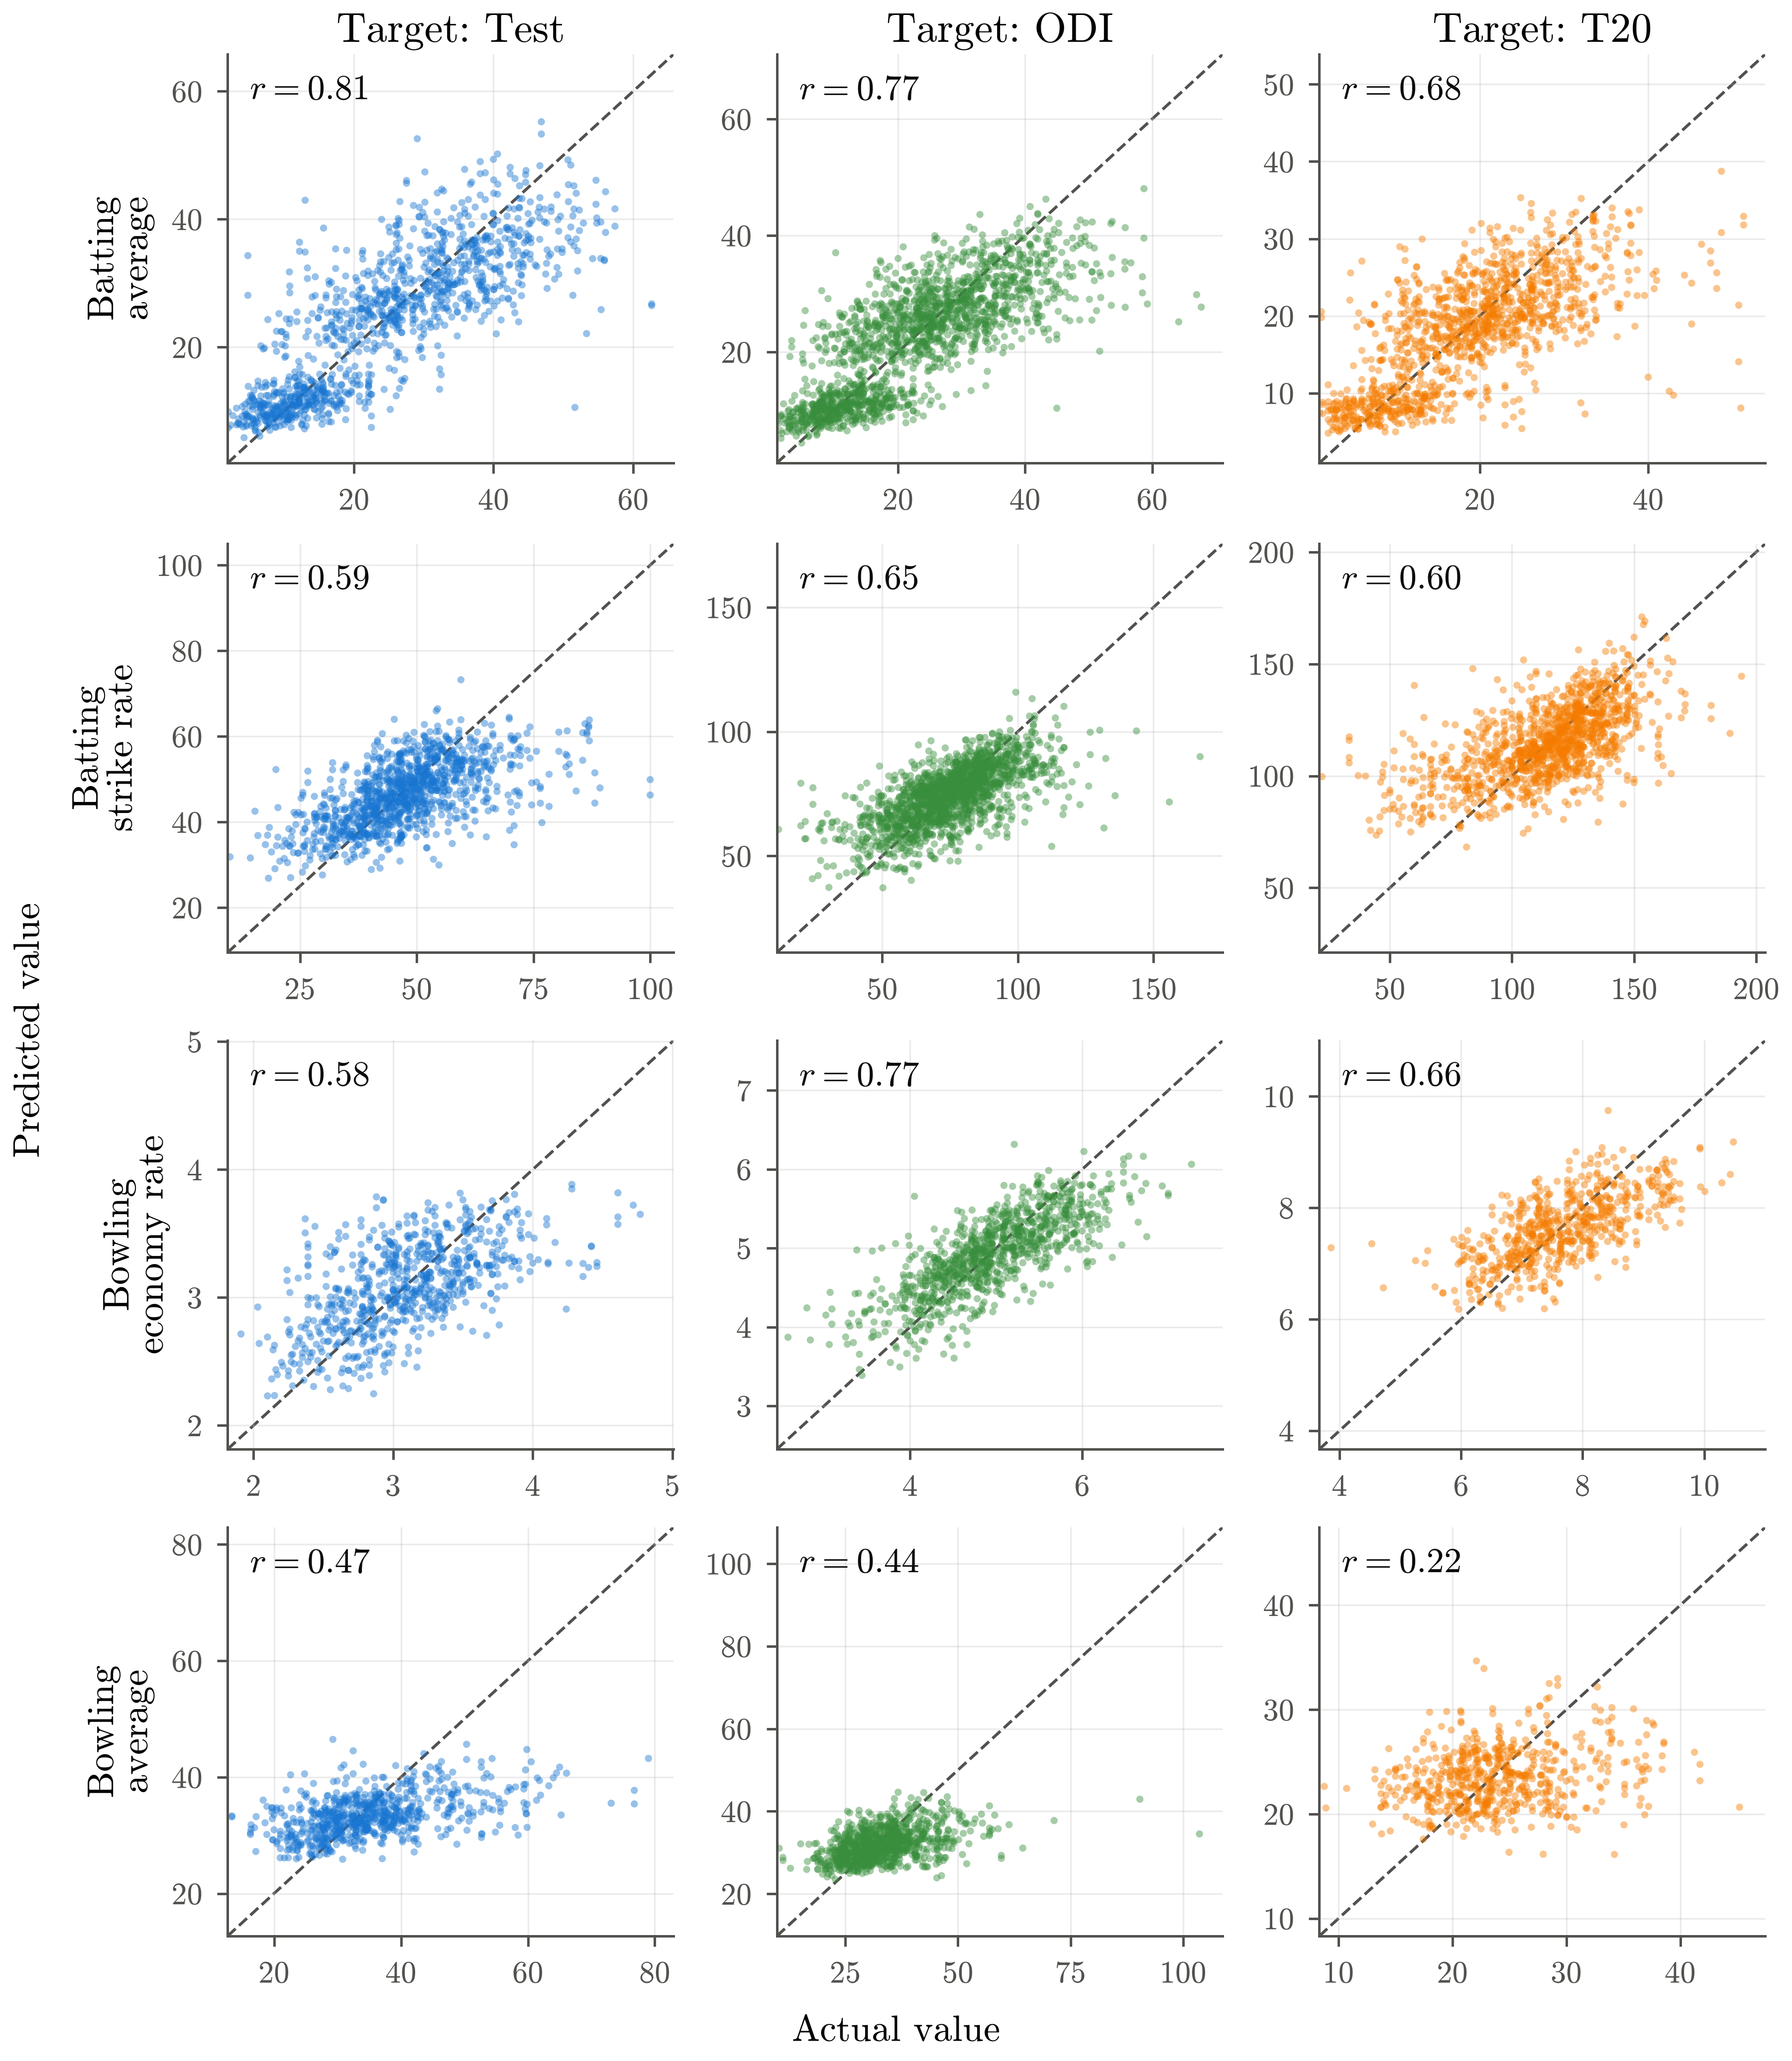 Target: Test
Target: ODI
Target: T20
Batting
average
r = 0.81
r = 0.77
r = 0.68
60
40
20
20 40 60
60
40
20
20 40 60
50
40
30
20
10
20 40
Batting
strike rate
r = 0.59
r = 0.65
r = 0.60
100
80
60
40
20
25 50 75 100
150
100
50
50 100 150
200
150
100
50
50 100 150 200
Predicted value
Bowling
economy rate
r = 0.58
r = 0.77
r = 0.66
5
4
3
2
2 3 4 5
7
6
5
4
3
4 6
10
8
6
4
4 6 8 10
Bowling
average
r = 0.47
r = 0.44
r = 0.22
80
60
40
20
20 40 60 80
100
80
60
40
20
25 50 75 100
40
30
20
10
10 20 30 40
Actual value